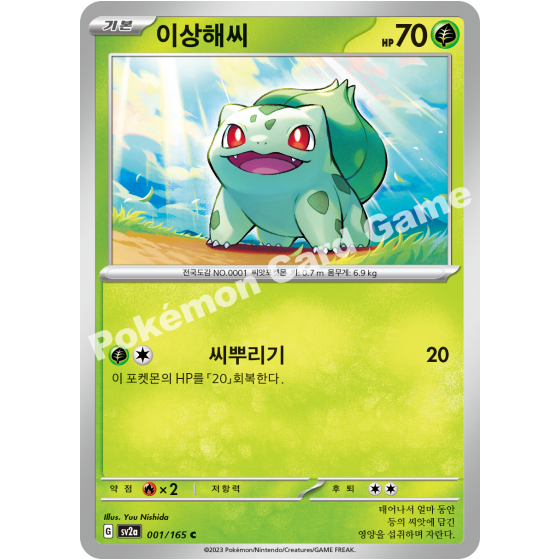 기본
이상해씨
HP 70
전국도감 NO.0001 씨앗포켓몬 키: 0.7 m 몸무게: 6.9 kg
Pokémon Card Game
씨뿌리기 20
이 포켓몬의 HP를 「20」회복한다.
약점 ×2 저항력 후퇴
Illus. Yuu Nishida
G sv2a 001/165 C
태어나서 얼마 동안
등의 씨앗에 담긴
영양을 섭취하며 자란다.
©2023 Pokémon/Nintendo/Creatures/GAME FREAK.